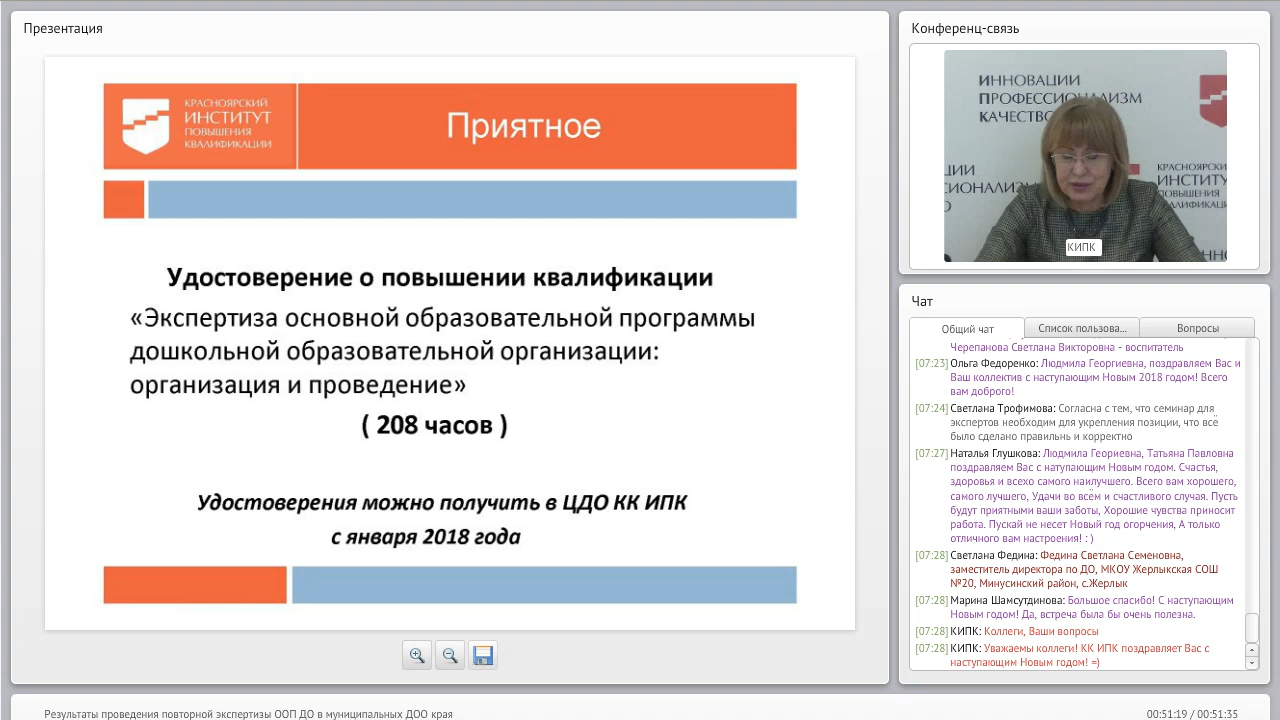 Презентация
КРАСНОЯРСКИЙ
ИНСТИТУТ
ПОВЫШЕНИЯ
КВАЛИФИКАЦИИ
Приятное
Удостоверение о повышении квалификации
«Экспертиза основной образовательной программы
дошкольной образовательной организации:
организация и проведение»
( 208 часов )
Удостоверения можно получить в ЦДО КК ИПК
с января 2018 года
Конференц-связь
ИННОВАЦИИ
ПРОФЕССИОНАЛИЗМ
КАЧЕСТВО
ЦИИ
СИОНАЛИЗМ
О
КРАСНОЯРСКИ
ИНСТИТУ
ПОВЫШЕНИЯ
АЛИФИКАЦИ
КИПК
Чат
Общий чат
Список пользова...
Вопросы
Черепанова Светлана Викторовна - воспитатель
[07:23] Ольга Федоренко: Людмила Георгиевна, поздравляем Вас и
Ваш коллектив с наступающим Новым 2018 годом! Всего
вам доброго!
[07:24] Светлана Трофимова: Согласна с тем, что семинар для
экспертов необходим для укрепления позиции, что всё
было сделано правильнь и корректно
[07:27] Наталья Глушкова: Людмила Геориевна, Татьяна Павловна
поздравляем Вас с натупающим Новым годом. Счастья,
здоровья и всехо самого наилучшего. Всего вам хорошего,
самого лучшего, Удачи во всём и счастливого случая. Пусть
будут приятными ваши заботы, Хорошие чувства приносит
работа. Пускай не несет Новый год огорчения, А только
отличного вам настроения! : )
[07:28] Светлана Федина: Федина Светлана Семеновна,
заместитель директора по ДО, МКОУ Жерлыкская СОШ
№20, Минусинский район, с.Жерлык
[07:28] Марина Шамсутдинова: Большое спасибо! С наступающим
Новым годом! Да, встреча была бы очень полезна.
[07:28] КИПК: Коллеги, Ваши вопросы
[07:28] КИПК: Уважаемы коллеги! КК ИПК поздравляет Вас с
наступающим Новым годом! =)
Результаты проведения повторной экспертизы ООП ДО в муниципальных ДОО края
00:51:19 / 00:51:35